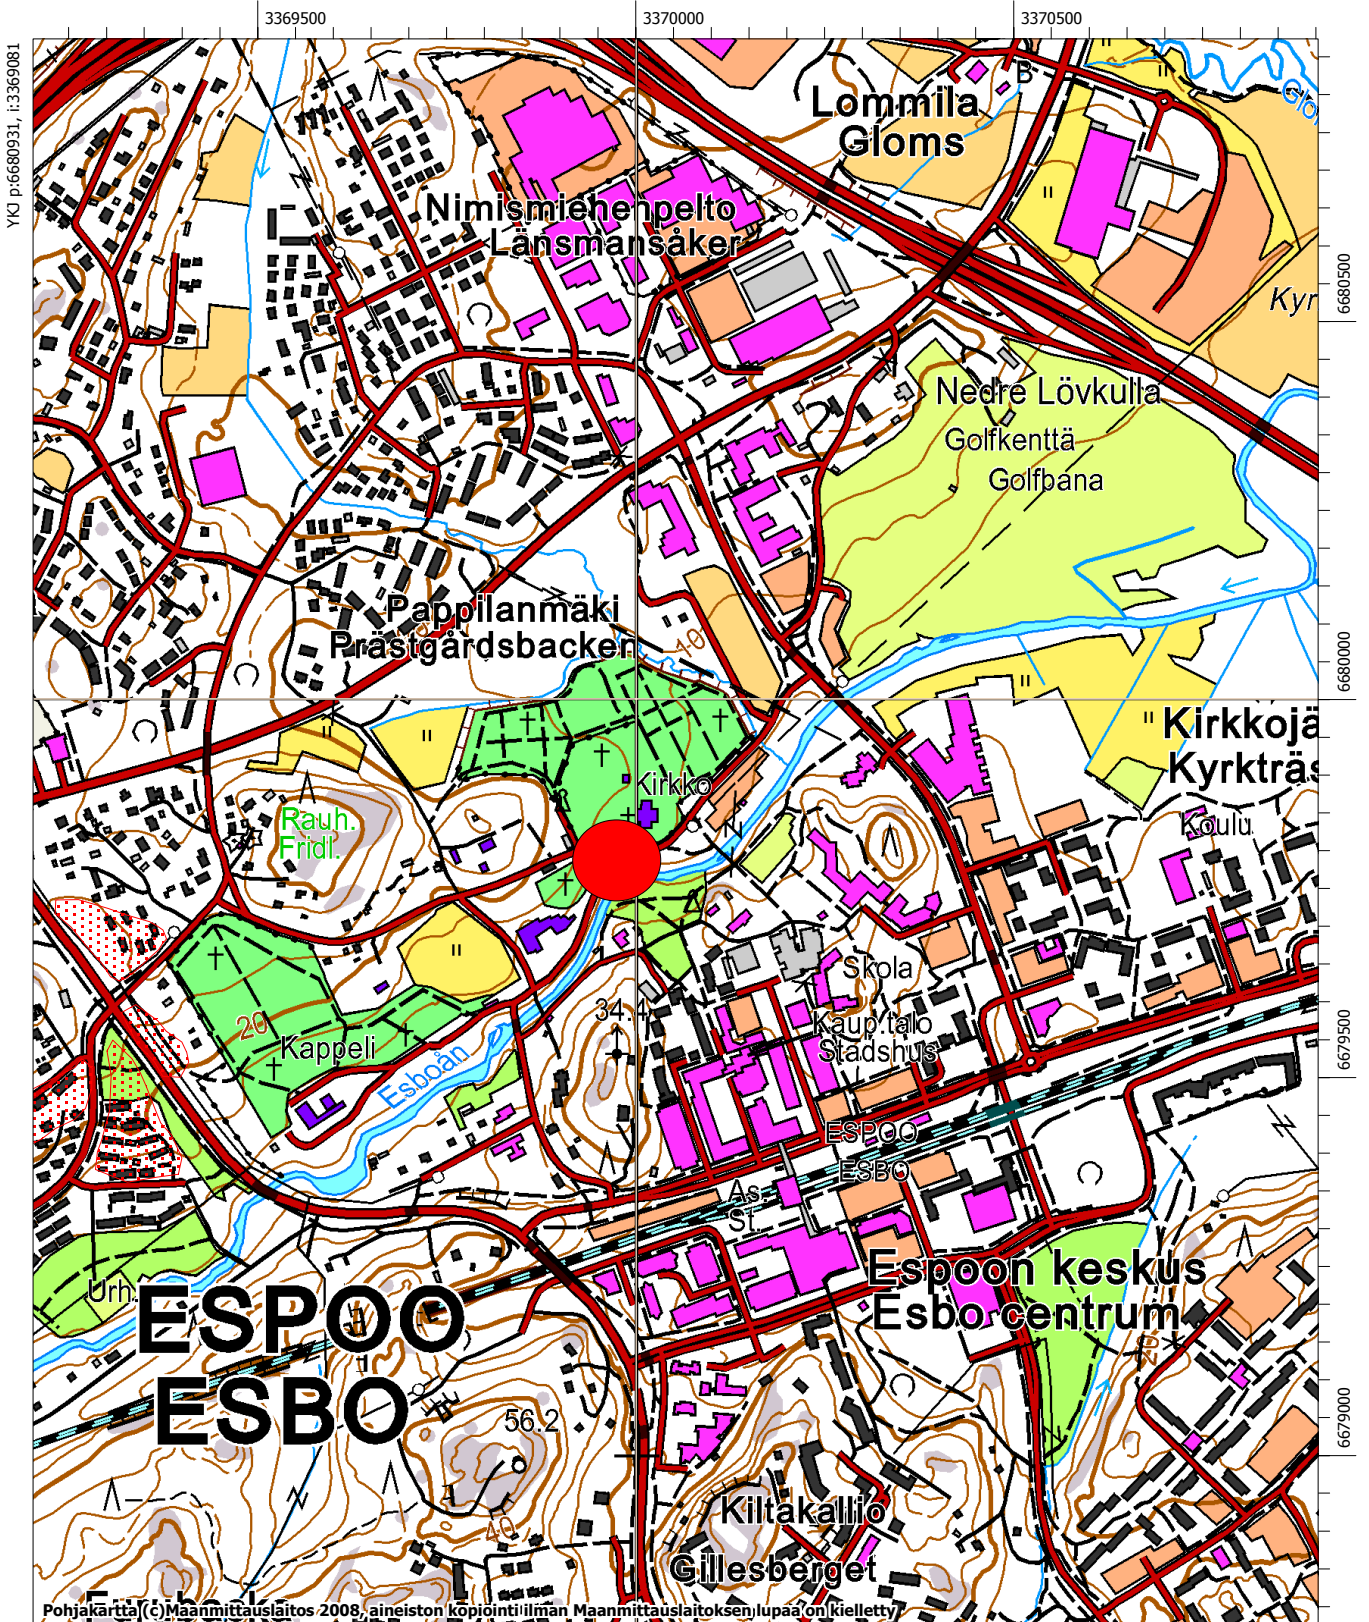 3369500
3370000
3370500
YKJ p:6680931, i:3369081
Lommila
Gloms
B
Nimismiehenpelto
Länsmansåker
6680500
Kyr
Nedre Lövkulla
Golfkenttä
Golfbana
Pappilanmäki
Prästgårdsbacken
10
6680000
Kirkkojä
Kyrkträs
Kirkko
Rauh.
Fridl.
Koulu
Skola
34.4
20
Kappeli
Kaup.talo
Stadshus
6679500
Esboån
ESPOO
ESBO
As.
St.
Urh.
Espoon keskus
Esbo centrum
ESPOO
ESBO
20
56.2
40
6679000
Kiltakallio
Gillesberget
Pohjakartta (c)Maanmittauslaitos 2008, aineiston kopiointi ilman Maanmittauslaitoksen lupaa on kielletty